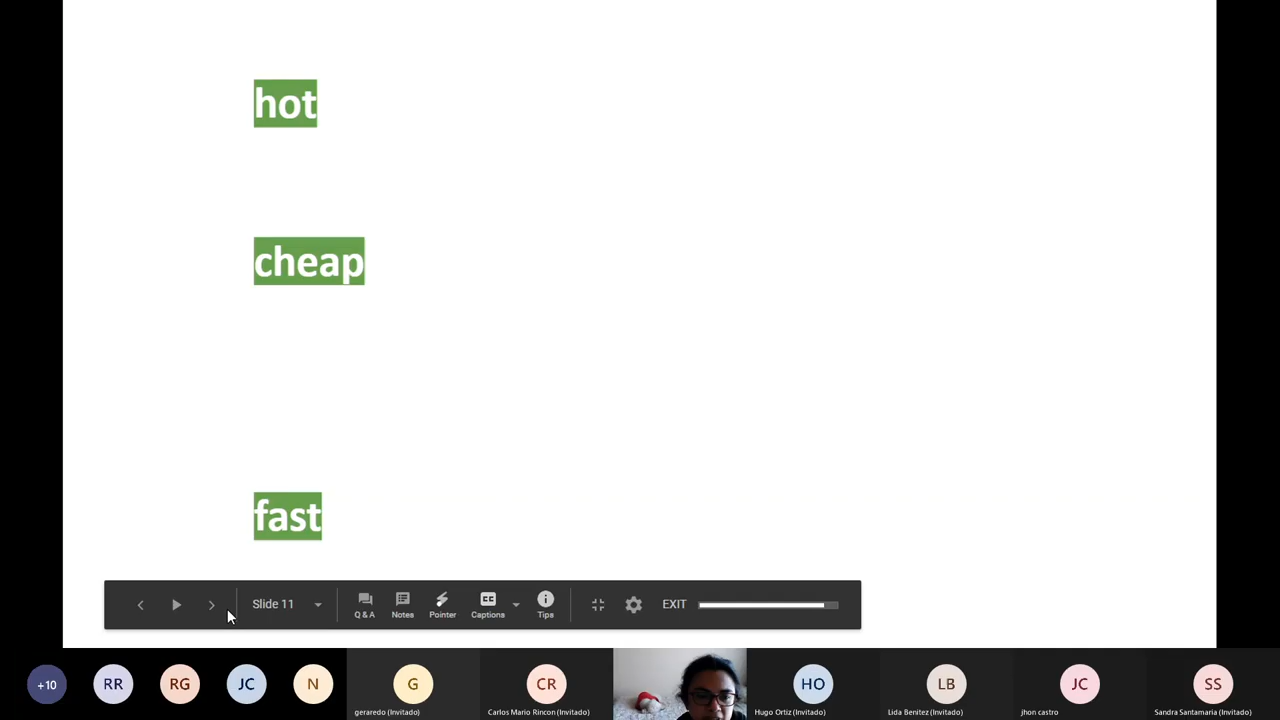 hot
cheap
fast
Slide 11
Q & A
Notes
Pointer
Captions
Tips
EXIT
+10
RR
RG
JC
N
G
CR
HO
LB
JC
SS
geraredo (Invitado)
Carlos Mario Rincon (Invitado)
Hugo Ortiz (Invitado)
Lida Benitez (Invitado)
jhon castro
Sandra Santamaria (Invitado)